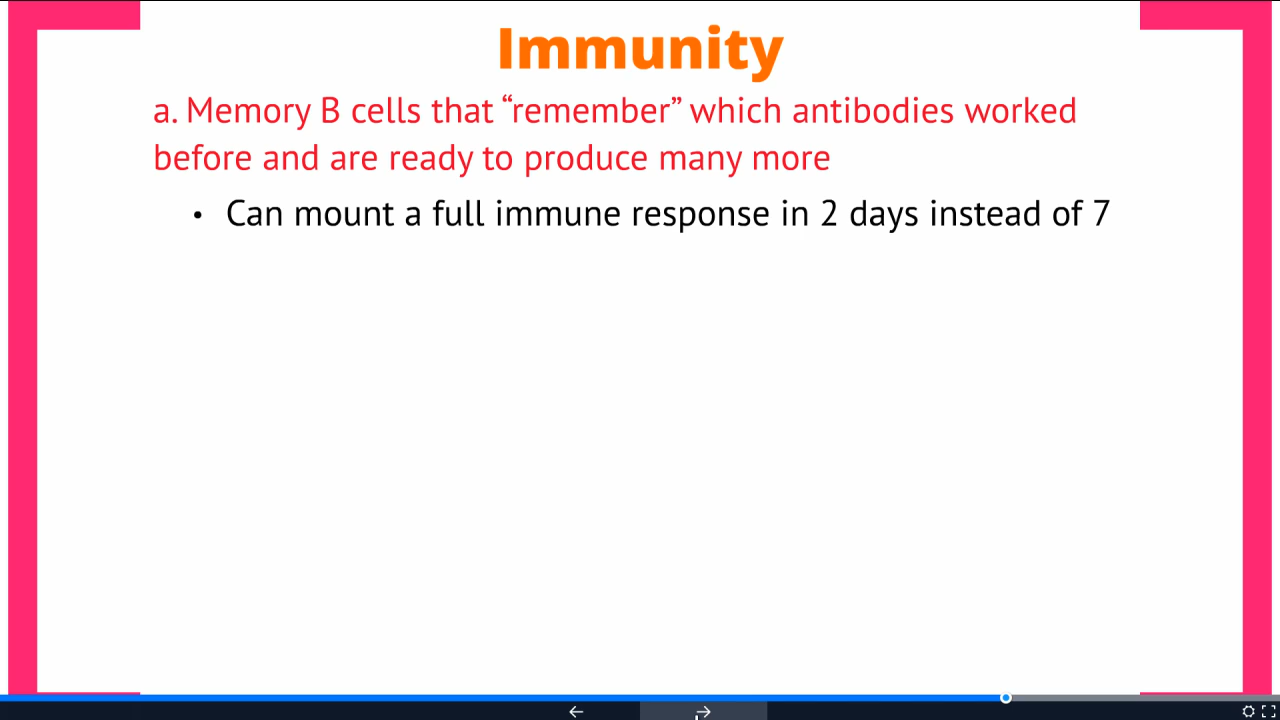 Immunity
a. Memory B cells that “remember” which antibodies worked
before and are ready to produce many more
• Can mount a full immune response in 2 days instead of 7